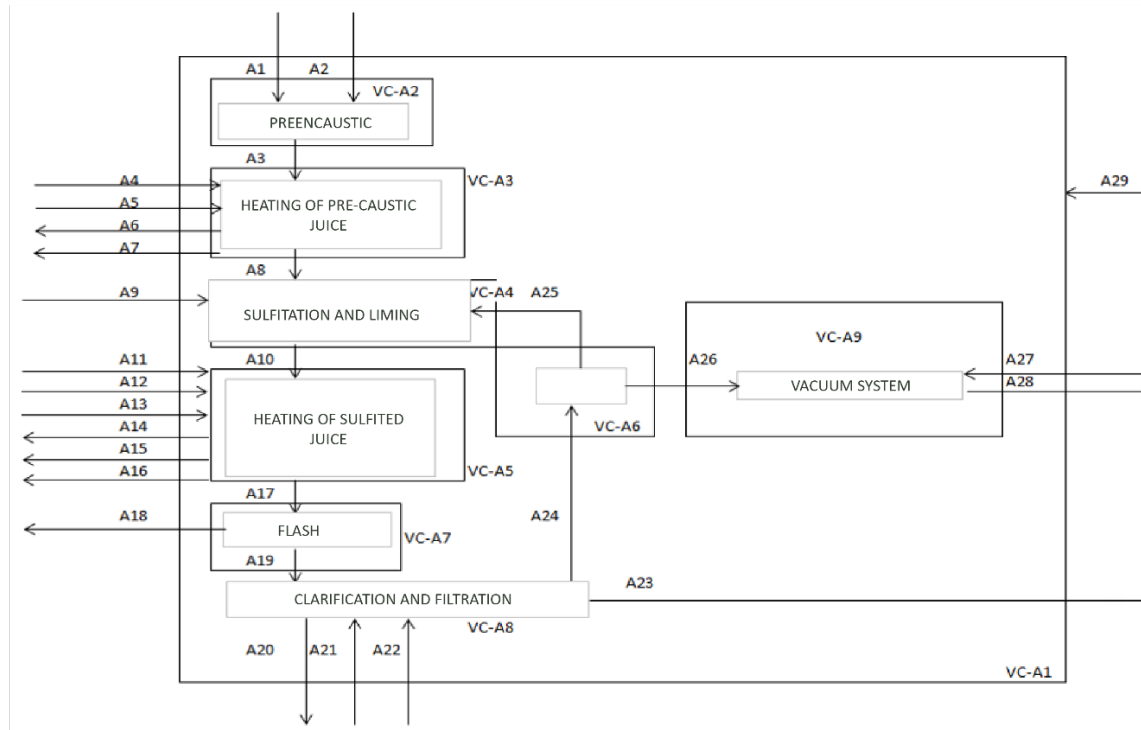 A1
A2
VC-A2
PREENCAUSTIC
A3
A4
VC-A3
A29
A5
HEATING OF PRE-CAUSTIC
JUICE
A6
A7
A8
A9
VC-A4
A25
SULFITATION AND LIMING
VC-A9
A11
A10
A26
A27
A12
VACUUM SYSTEM
A28
A13
HEATING OF SULFITED
JUICE
A14
VC-A6
A15
A16
VC-A5
A17
A18
A24
FLASH
VC-A7
A19
A23
CLARIFICATION AND FILTRATION
VC-A8
A20
A21
A22
VC-A1